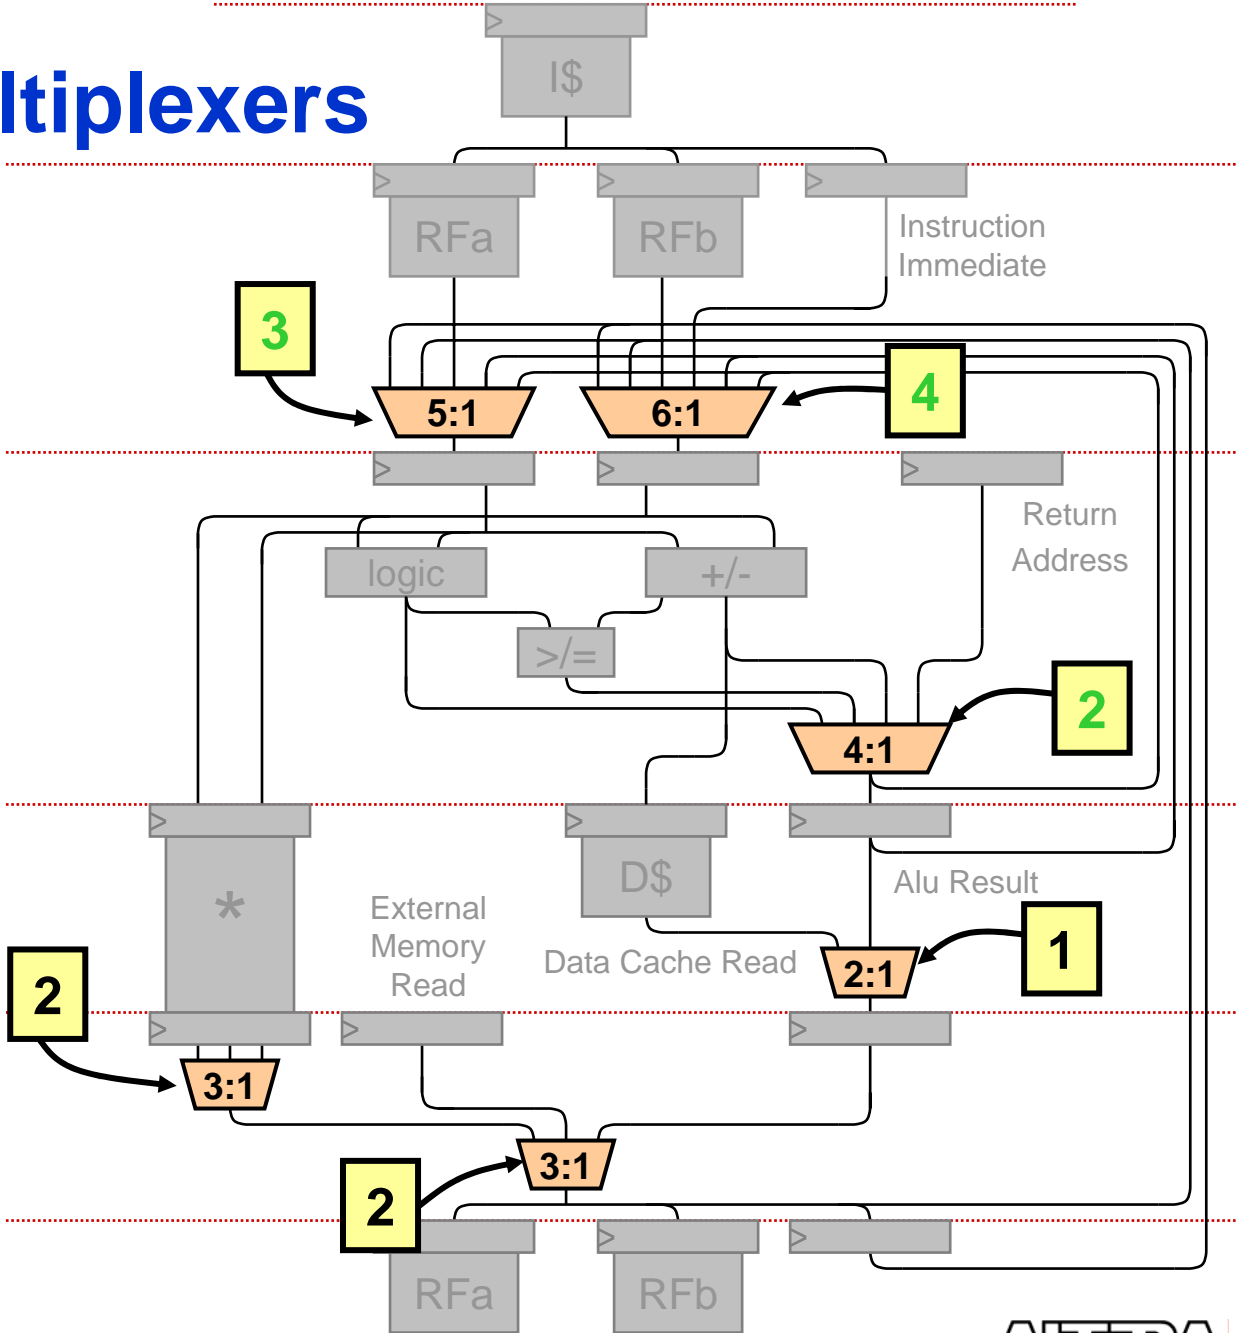 I$
ltiplexers
RFa
RFb
Instruction
Immediate
3
4
5:1
6:1
Return
Address
logic
+/-
>/=
2
4:1
*
D$
Alu Result
External
Memory
Read
Data Cache Read
1
2:1
2
3:1
3:1
2
RFa
RFb